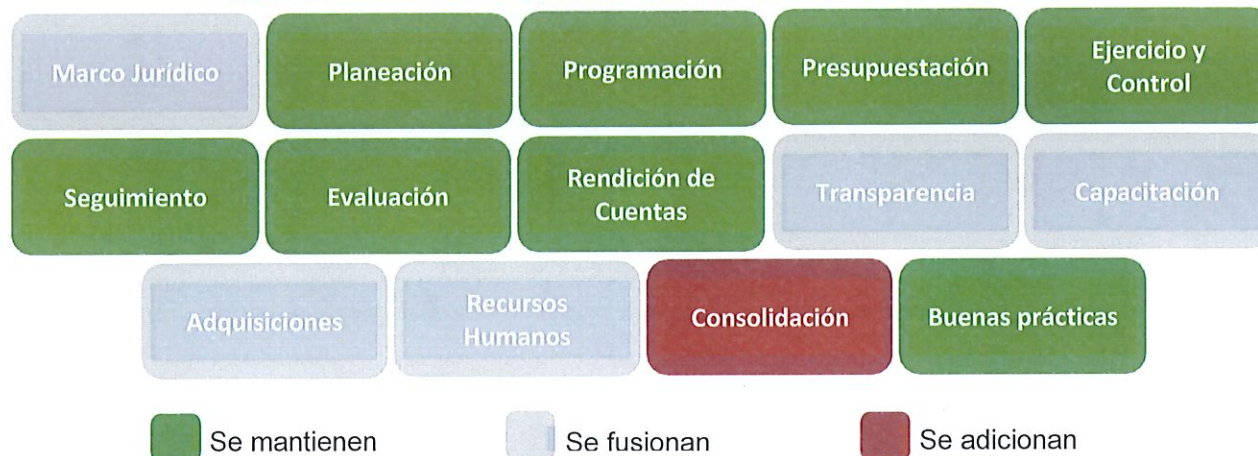 Marco Jurídico
Planeación
Programación
Presupuestación
Ejercicio y
Control
Seguimiento
Evaluación
Rendición de
Cuentas
Transparencia
Capacitación
Adquisiciones
Recursos
Humanos
Consolidación
Buenas prácticas
Se mantienen
Se fusionan
Se adicionan